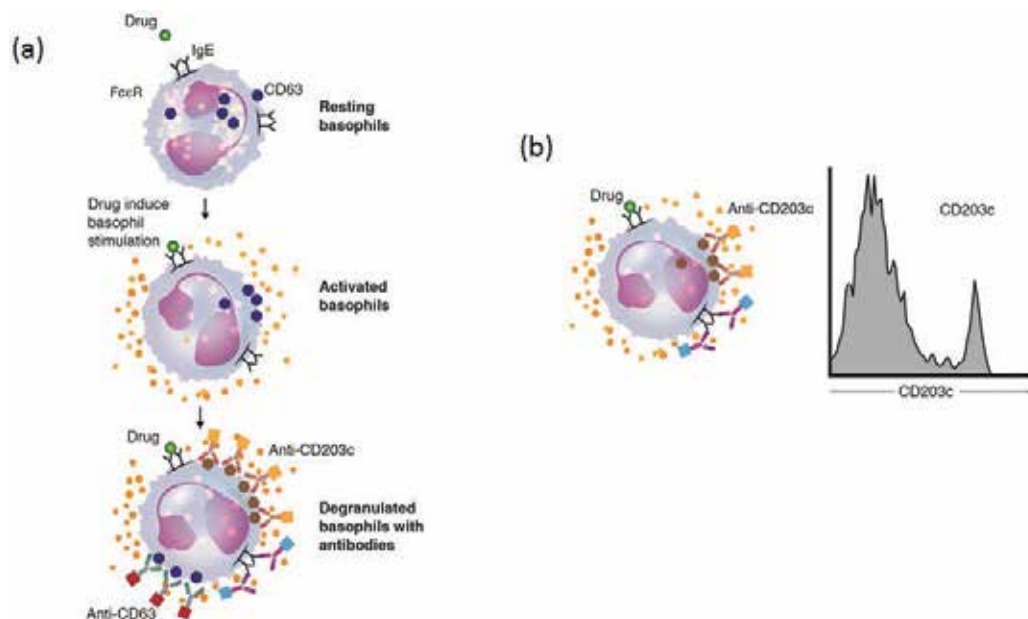 (a)
Drug
IgE
FcεR
CD63
Resting
basophils
Drug induce
basophil
stimulation
Activated
basophils
Drug
Anti-CD203c
Degranulated
basophils with
antibodies
Anti-CD63
(b)
Drug
Anti-CD203c
CD203c
CD203c